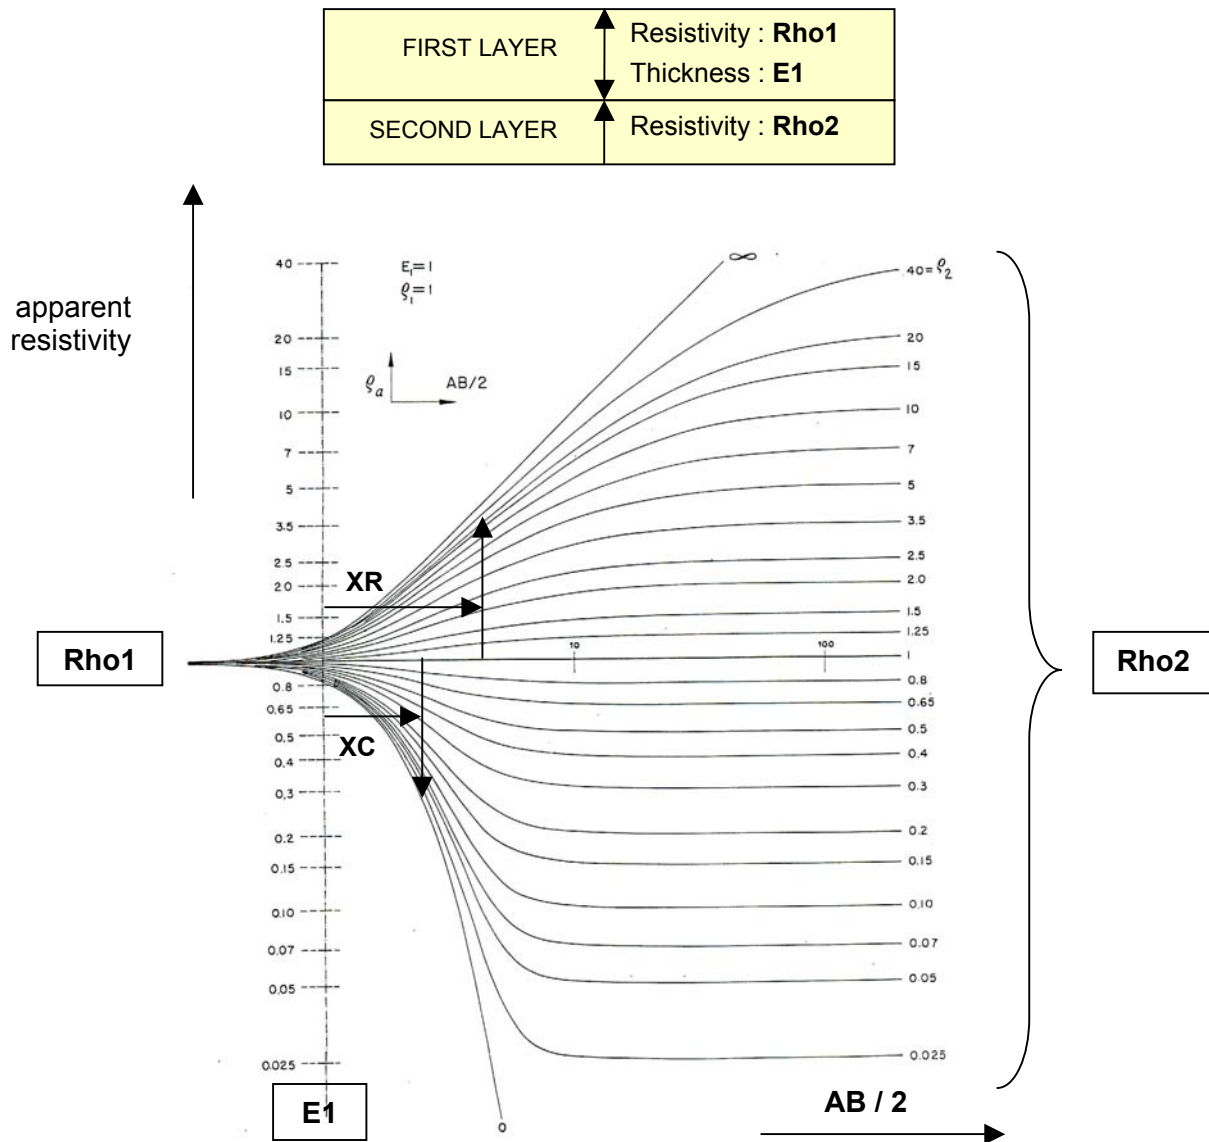 FIRST LAYER
Resistivity : Rho1
Thickness : E1
SECOND LAYER
Resistivity : Rho2
apparent
resistivity
E₁=1
ϱ₁=1
ϱa
AB/2
40
20
15
10
7
5
3.5
2.5
2.0
1.5
1.25
0.8
0.65
0.5
0.4
0.3
0.2
0.15
0.10
0.07
0.05
0.025
XR
XC
Rho1
10
100
∞
40=ϱ₂
20
15
10
7
5
3.5
2.5
2.0
1.5
1.25
1
0.8
0.65
0.5
0.4
0.3
0.2
0.15
0.10
0.07
0.05
0.025
0
Rho2
E1
AB / 2